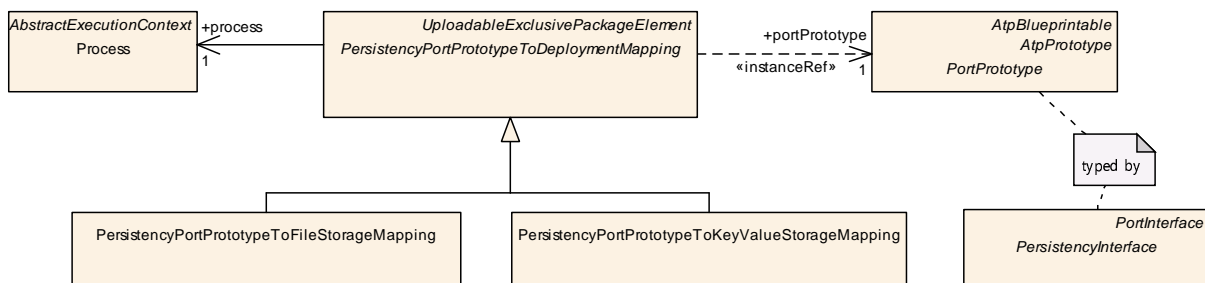 AbstractExecutionContext
Process
+process
1
UploadableExclusivePackageElement
PersistencyPortPrototypeToDeploymentMapping
+portPrototype
«instanceRef»
1
AtpBlueprintable
AtpPrototype
PortPrototype
typed by
PersistencyPortPrototypeToFileStorageMapping
PersistencyPortPrototypeToKeyValueStorageMapping
PortInterface
PersistencyInterface